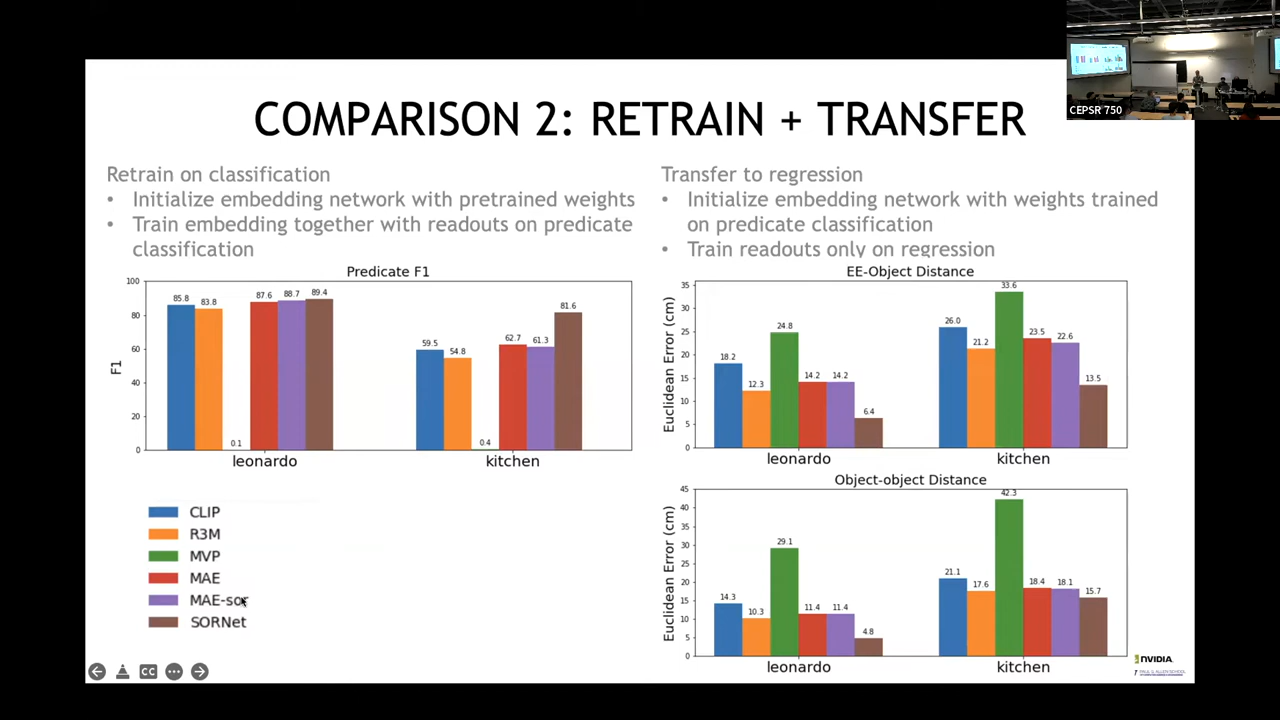 CEPSR 750
COMPARISON 2: RETRAIN + TRANSFER
Retrain on classification
• Initialize embedding network with pretrained weights
• Train embedding together with readouts on predicate
classification
Transfer to regression
• Initialize embedding network with weights trained
on predicate classification
• Train readouts only on regression
Predicate F1
F1
100
80
60
40
20
0
85.8
83.8
0.1
87.6
88.7
89.4
59.5
54.8
0.4
62.7
61.3
81.6
leonardo
kitchen
CLIP
R3M
MVP
MAE
MAE-sor
SORNet
EE-Object Distance
Euclidean Error (cm)
35
30
25
20
15
10
5
0
18.2
12.3
24.8
14.2
14.2
6.4
26.0
21.2
33.6
23.5
22.6
13.5
leonardo
kitchen
Object-object Distance
Euclidean Error (cm)
45
40
35
30
25
20
15
10
5
0
14.3
10.3
29.1
11.4
11.4
4.8
21.1
17.6
42.3
18.4
18.1
15.7
leonardo
kitchen
CC
NVIDIA
PAUL G. ALLEN SCHOOL